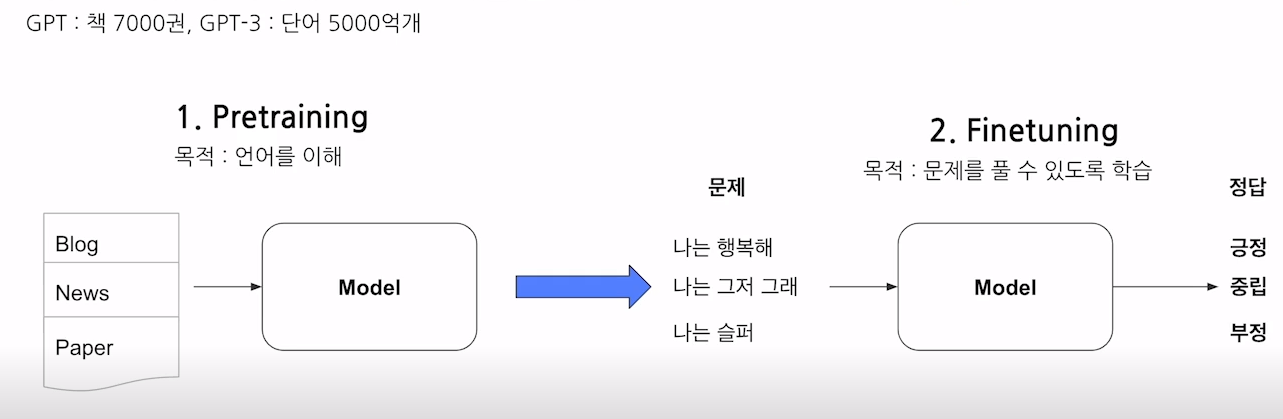 GPT : 책 7000권, GPT-3 : 단어 5000억개
1. Pretraining
목적 : 언어를 이해
Blog
News
Paper
Model
2. Finetuning
목적 : 문제를 풀 수 있도록 학습
문제
나는 행복해
나는 그저 그래
나는 슬퍼
Model
정답
긍정
중립
부정